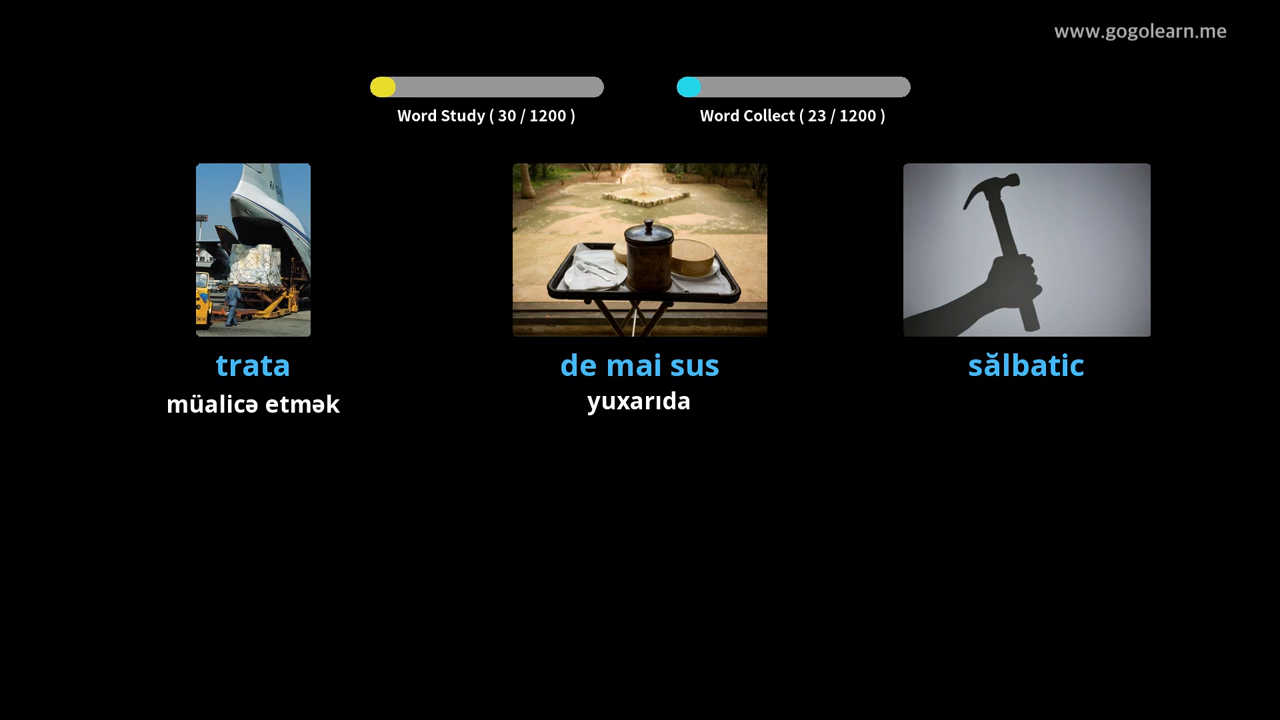 www.gogolearn.me
Word Study ( 30 / 1200 )
Word Collect ( 23 / 1200 )
trata
de mai sus
sălbatic
müalicə etmək
yuxarıda